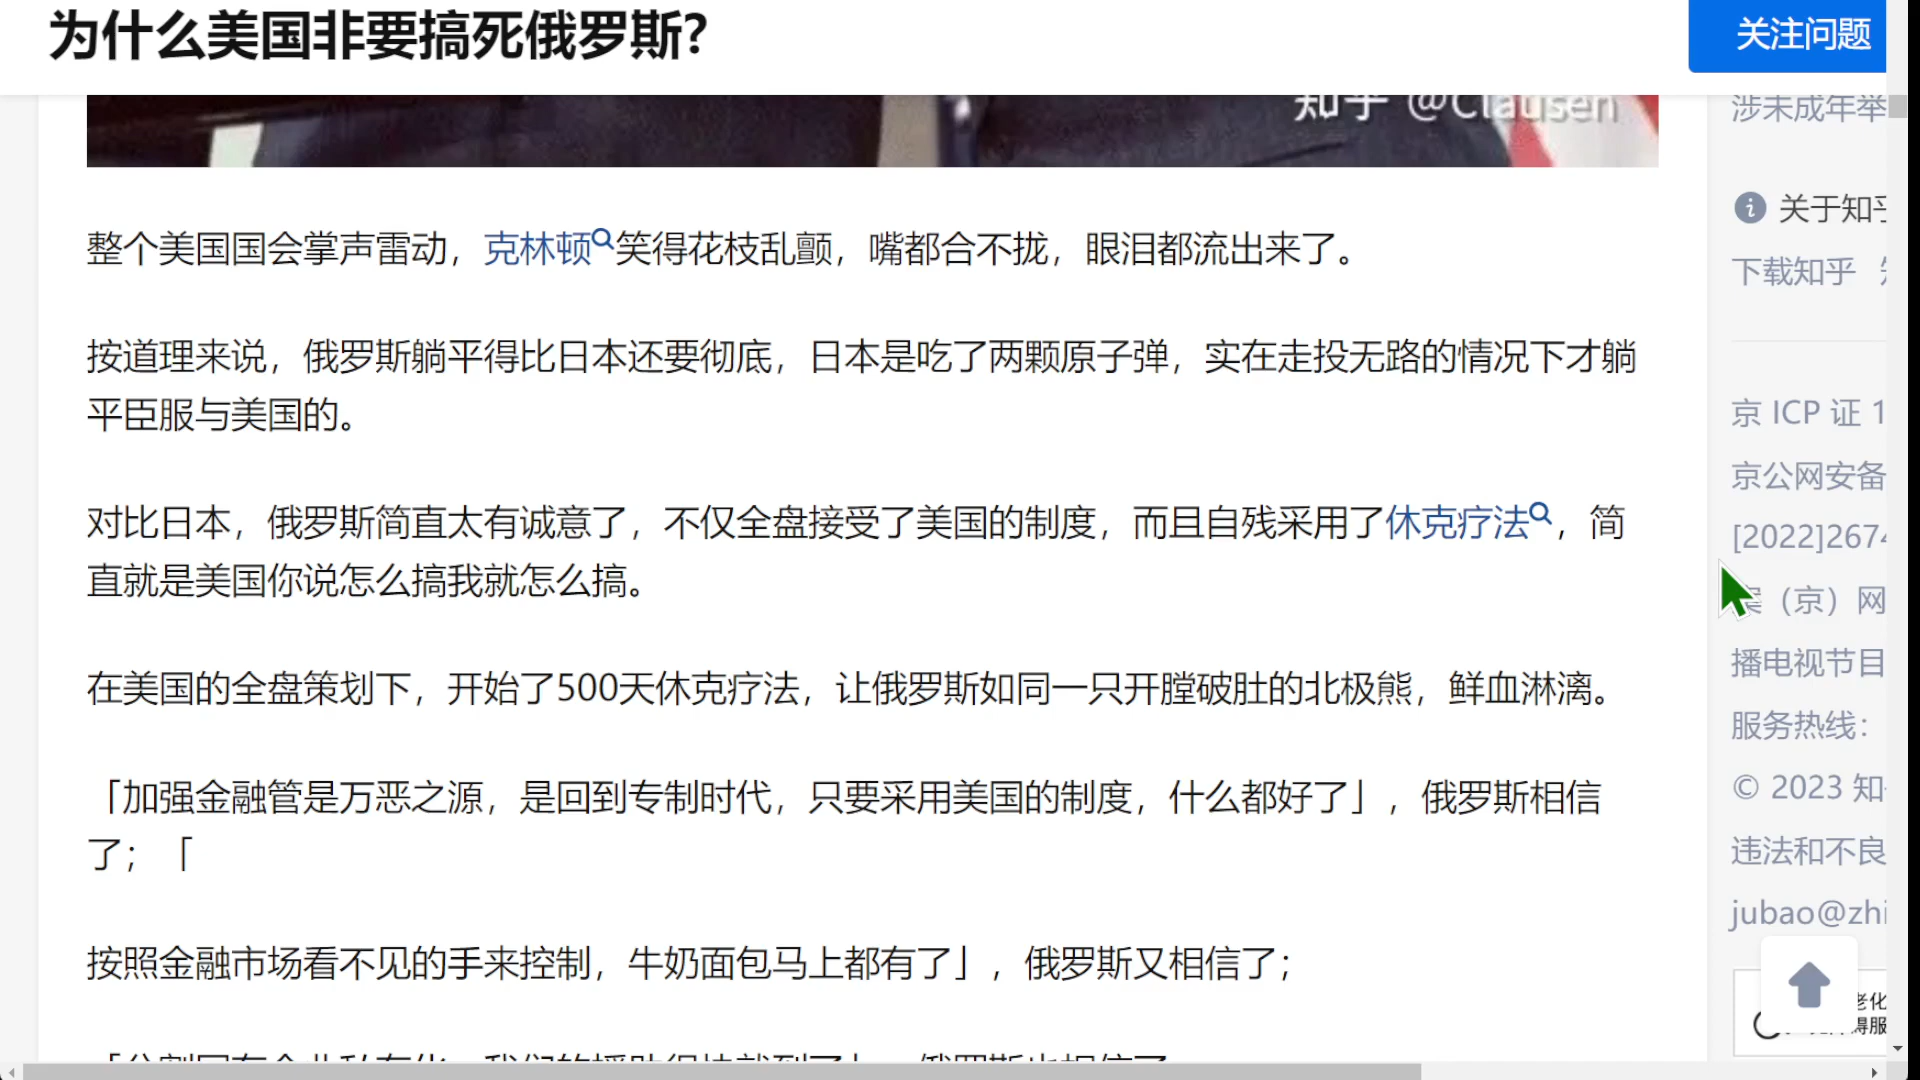 为什么美国非要搞死俄罗斯?
关注问题
知乎 @Clausen
整个美国国会掌声雷动，克林顿笑得花枝乱颤，嘴都合不拢，眼泪都流出来了。
按道理来说，俄罗斯躺平得比日本还要彻底，日本是吃了两颗原子弹，实在走投无路的情况下才躺
平臣服与美国的。
对比日本，俄罗斯简直太有诚意了，不仅全盘接受了美国的制度，而且自残采用了休克疗法，简
直就是美国你说怎么搞我就怎么搞。
在美国的全盘策划下，开始了500天休克疗法，让俄罗斯如同一只开膛破肚的北极熊，鲜血淋漓。
「加强金融管是万恶之源，是回到专制时代，只要采用美国的制度，什么都好了」，俄罗斯相信
了；「
按照金融市场看不见的手来控制，牛奶面包马上都有了」，俄罗斯又相信了；
涉未成年举
关于知乎
下载知乎
京 ICP 证 1
京公网安备
[2022]267
（京）网
播电视节目
服务热线：
© 2023 知
违法和不良
jubao@zhi
老化
碍服